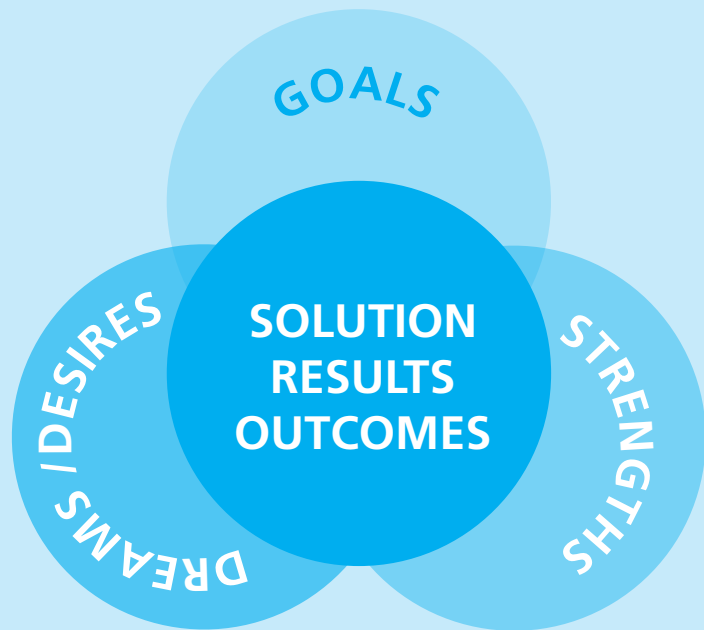 GOALS
DREAMS /DESIRES
SOLUTION
RESULTS
OUTCOMES
STRENGTHS